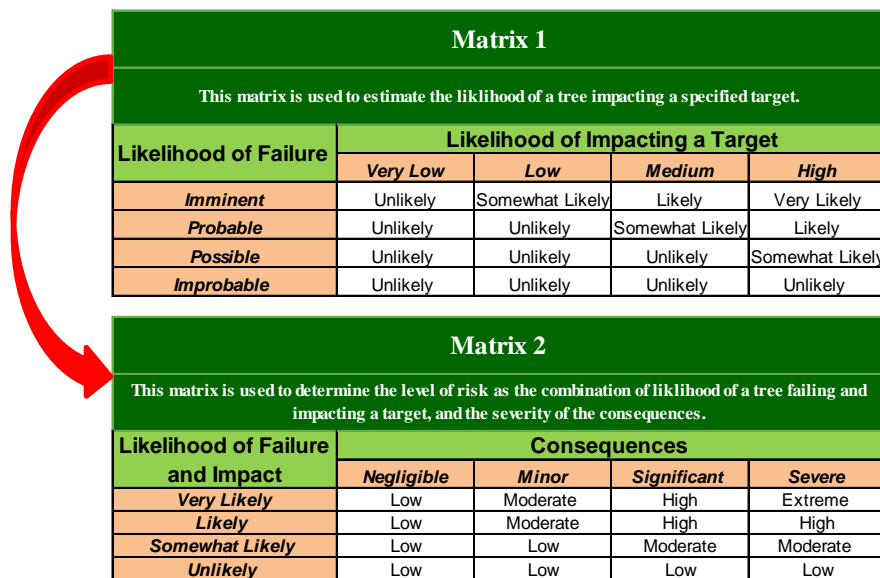 Matrix 1
This matrix is used to estimate the liklihood of a tree impacting a specified target.
Likelihood of Failure
Likelihood of Impacting a Target
Very Low Low Medium High
Imminent Unlikely Somewhat Likely Likely Very Likely
Probable Unlikely Unlikely Somewhat Likely Likely
Possible Unlikely Unlikely Unlikely Somewhat Likely
Improbable Unlikely Unlikely Unlikely Unlikely
Matrix 2
This matrix is used to determine the level of risk as the combination of liklihood of a tree failing and
impacting a target, and the severity of the consequences.
Likelihood of Failure
and Impact
Consequences
Negligible Minor Significant Severe
Very Likely Low Moderate High Extreme
Likely Low Moderate High High
Somewhat Likely Low Low Moderate Moderate
Unlikely Low Low Low Low